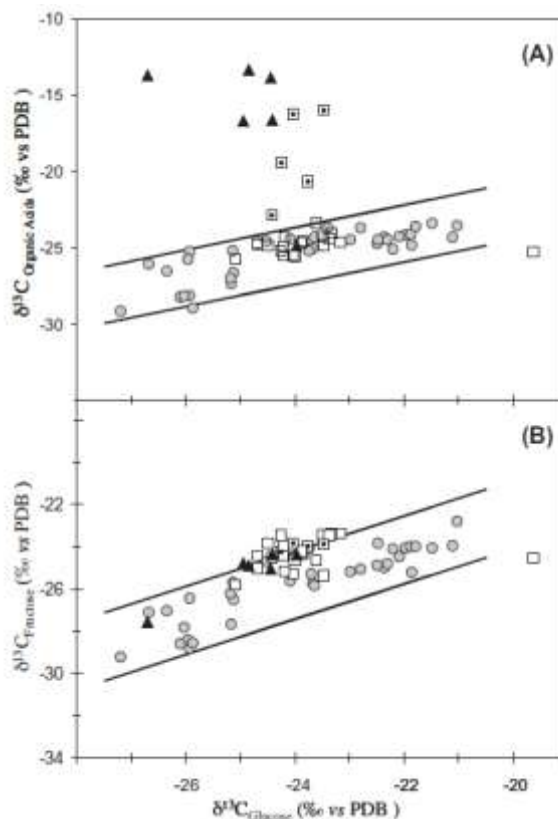 -10
(A)
-15
-20
-25
-30
δ¹³C Organic Acids (‰ vs PDB)
(B)
-22
-26
-30
-34
δ¹³C Fructose (‰ vs PDB)
-26 -24 -22 -20
δ¹³C Glucose (‰ vs PDB)